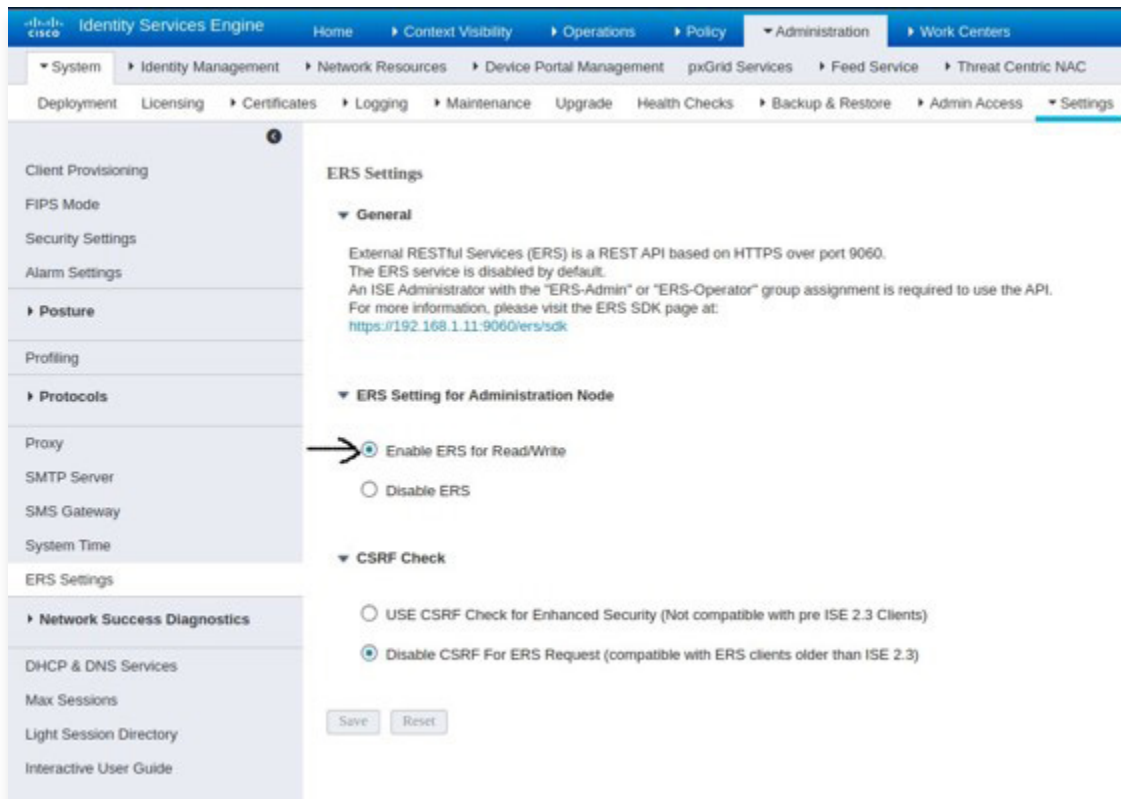 cisco Identity Services Engine Home Context Visibility Operations Policy Administration Work Centers
System Identity Management Network Resources Device Portal Management pxGrid Services Feed Service Threat Centric NAC
Deployment Licensing Certificates Logging Maintenance Upgrade Health Checks Backup & Restore Admin Access Settings
Client Provisioning
FIPS Mode
Security Settings
Alarm Settings
Posture
Profiling
Protocols
Proxy
SMTP Server
SMS Gateway
System Time
ERS Settings
Network Success Diagnostics
DHCP & DNS Services
Max Sessions
Light Session Directory
Interactive User Guide
ERS Settings
General
External RESTful Services (ERS) is a REST API based on HTTPS over port 9060.
The ERS service is disabled by default.
An ISE Administrator with the "ERS-Admin" or "ERS-Operator" group assignment is required to use the API.
For more information, please visit the ERS SDK page at:
https://192.168.1.11:9060/ers/sdk
ERS Setting for Administration Node
Enable ERS for Read/Write
Disable ERS
CSRF Check
USE CSRF Check for Enhanced Security (Not compatible with pre ISE 2.3 Clients)
Disable CSRF For ERS Request (compatible with ERS clients older than ISE 2.3)
Save Reset